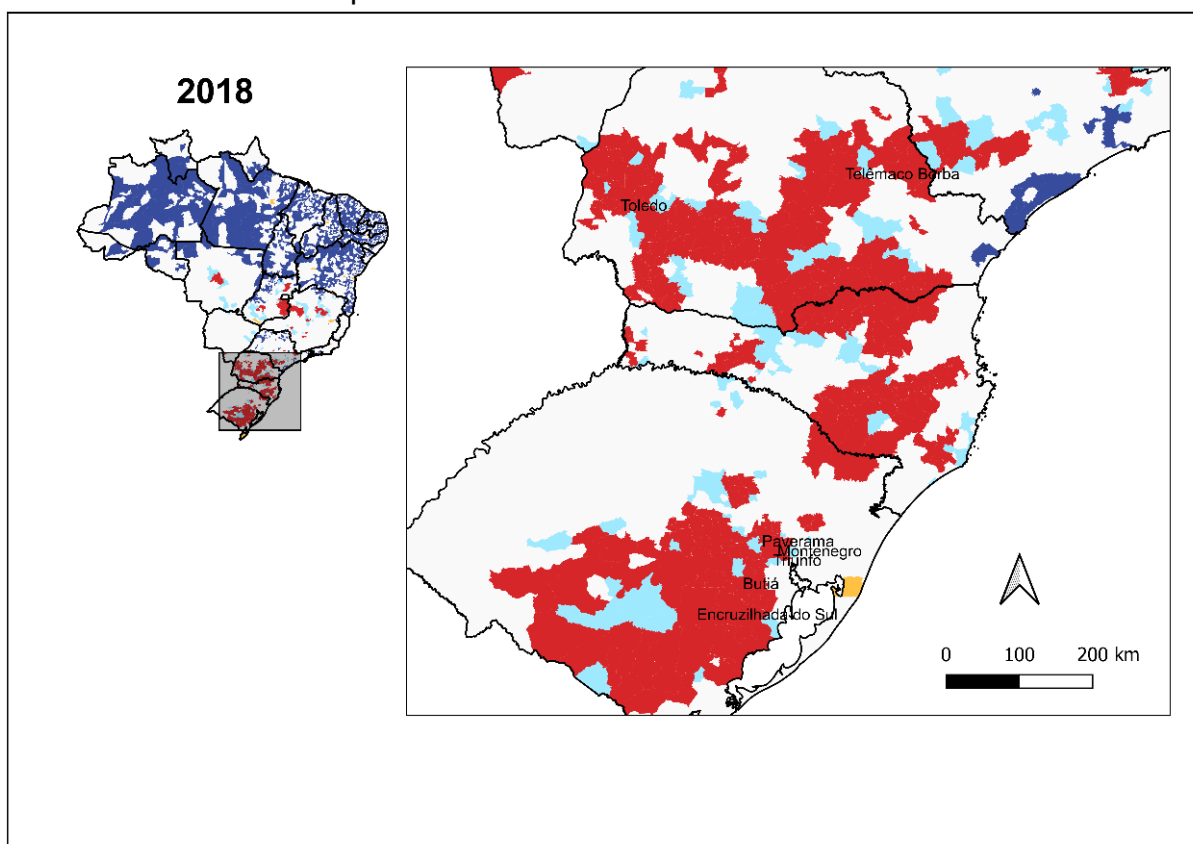 2018
Telêmaco Borba
Toledo
Paverama
Montenegro
Triunfo
Butiá
Encruzilhada do Sul
0 100 200 km